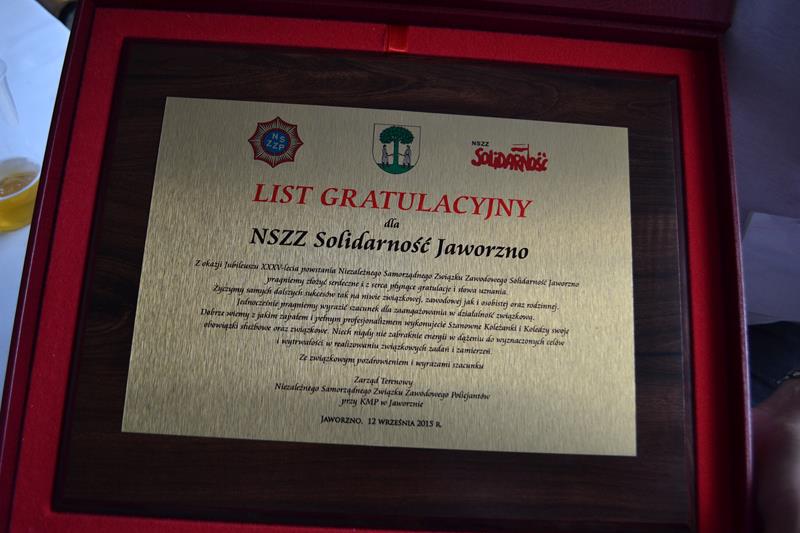 NS
ZZP
NSZZ
SOLIDARNOŚĆ
LIST GRATULACYJNY
dla
NSZZ Solidarność Jaworzno
Z okazji Jubileuszu XXXV-lecia powstania Niezależnego Samorządnego Związku Zawodowego Solidarność Jaworzno
pragniemy złożyć serdeczne i z serca płynące gratulacje i słowa uznania.
Życzymy samych dalszych sukcesów tak na niwie związkowej, zawodowej jak i osobistej oraz rodzinnej.
Jednocześnie pragniemy wyrazić szacunek dla zaangażowania w działalność związkową.
Dobrze wiemy z jakim zapałem i pełnym profesjonalizmem wykonujecie Szanowne Koleżanki i Koledzy swoje
obowiązki służbowe oraz związkowe. Niech nigdy nie zabraknie energii w dążeniu do wyznaczonych celów
i wytrwałości w realizowaniu związkowych zadań i zamierzeń.
Ze związkowym pozdrowieniem i wyrazami szacunku
Zarząd Terenowy
Niezależnego Samorządnego Związku Zawodowego Policjantów
przy KMP w Jaworznie
JAWORZNO, 12 WRZEŚNIA 2015 R.